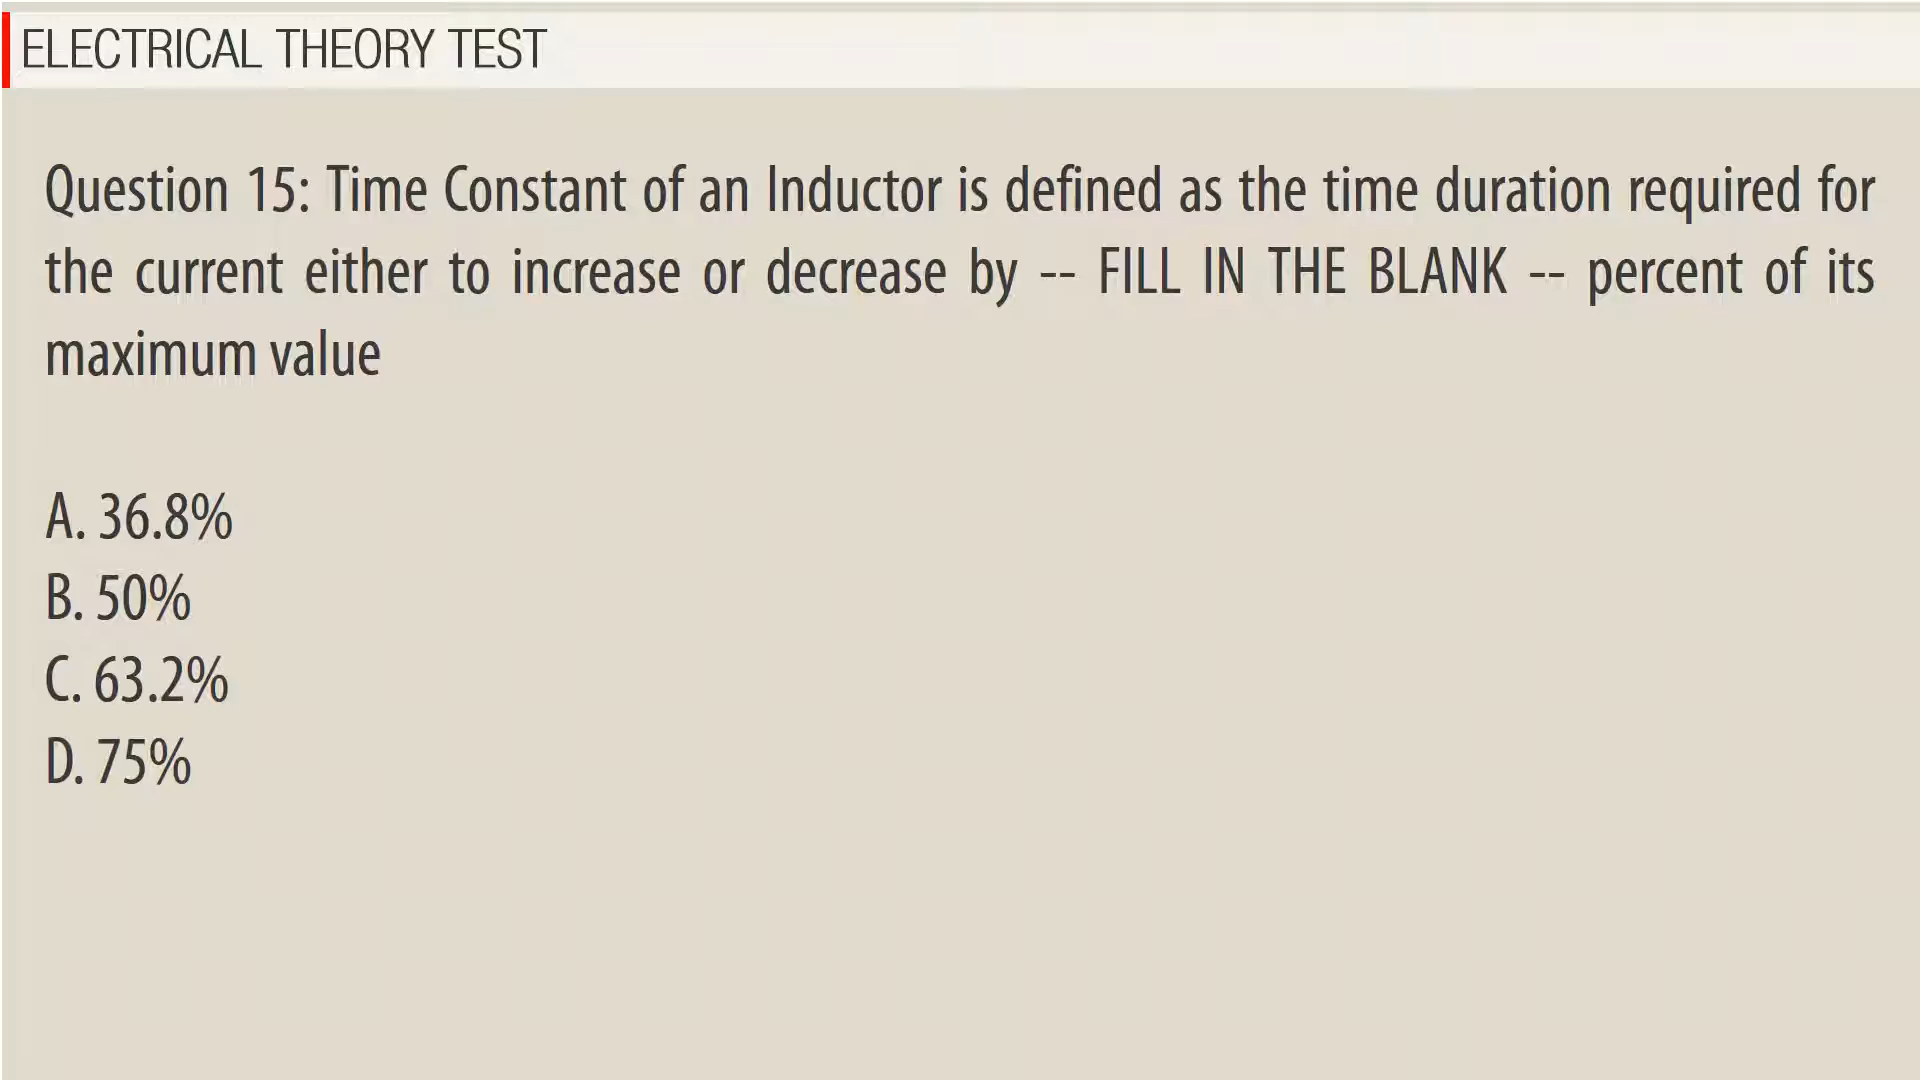 ELECTRICAL THEORY TEST
Question 15: Time Constant of an Inductor is defined as the time duration required for
the current either to increase or decrease by -- FILL IN THE BLANK -- percent of its
maximum value
A. 36.8%
B. 50%
C. 63.2%
D. 75%